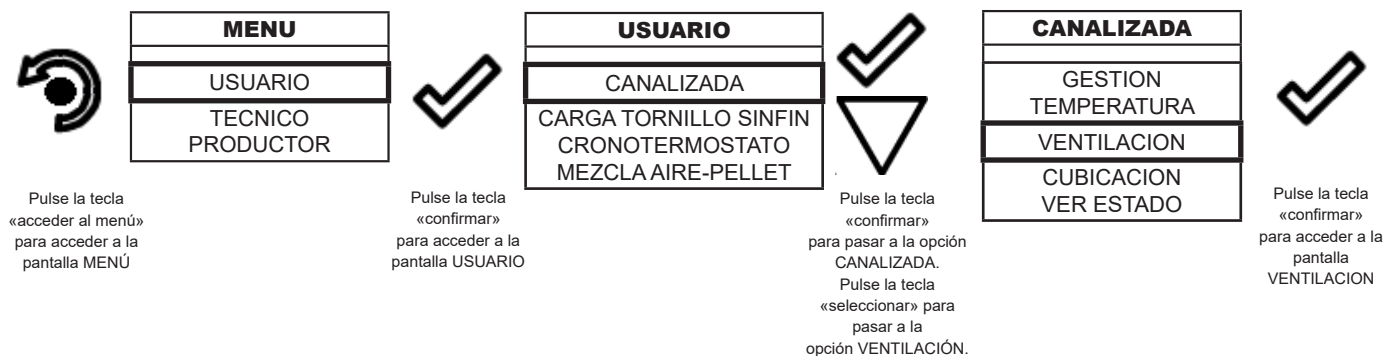 MENU
USUARIO
TECNICO
PRODUCTOR
USUARIO
CANALIZADA
CARGA TORNILLO SINFIN
CRONOTERMOSTATO
MEZCLA AIRE-PELLET
CANALIZADA
GESTION
TEMPERATURA
VENTILACION
CUBICACION
VER ESTADO
Pulse la tecla
«acceder al menú»
para acceder a la
pantalla MENÚ
Pulse la tecla
«confirmar»
para acceder a la
pantalla USUARIO
Pulse la tecla
«confirmar»
para pasar a la opción
CANALIZADA.
Pulse la tecla
«seleccionar» para
pasar a la
opción VENTILACIÓN.
Pulse la tecla
«confirmar»
para acceder a la
pantalla
VENTILACION